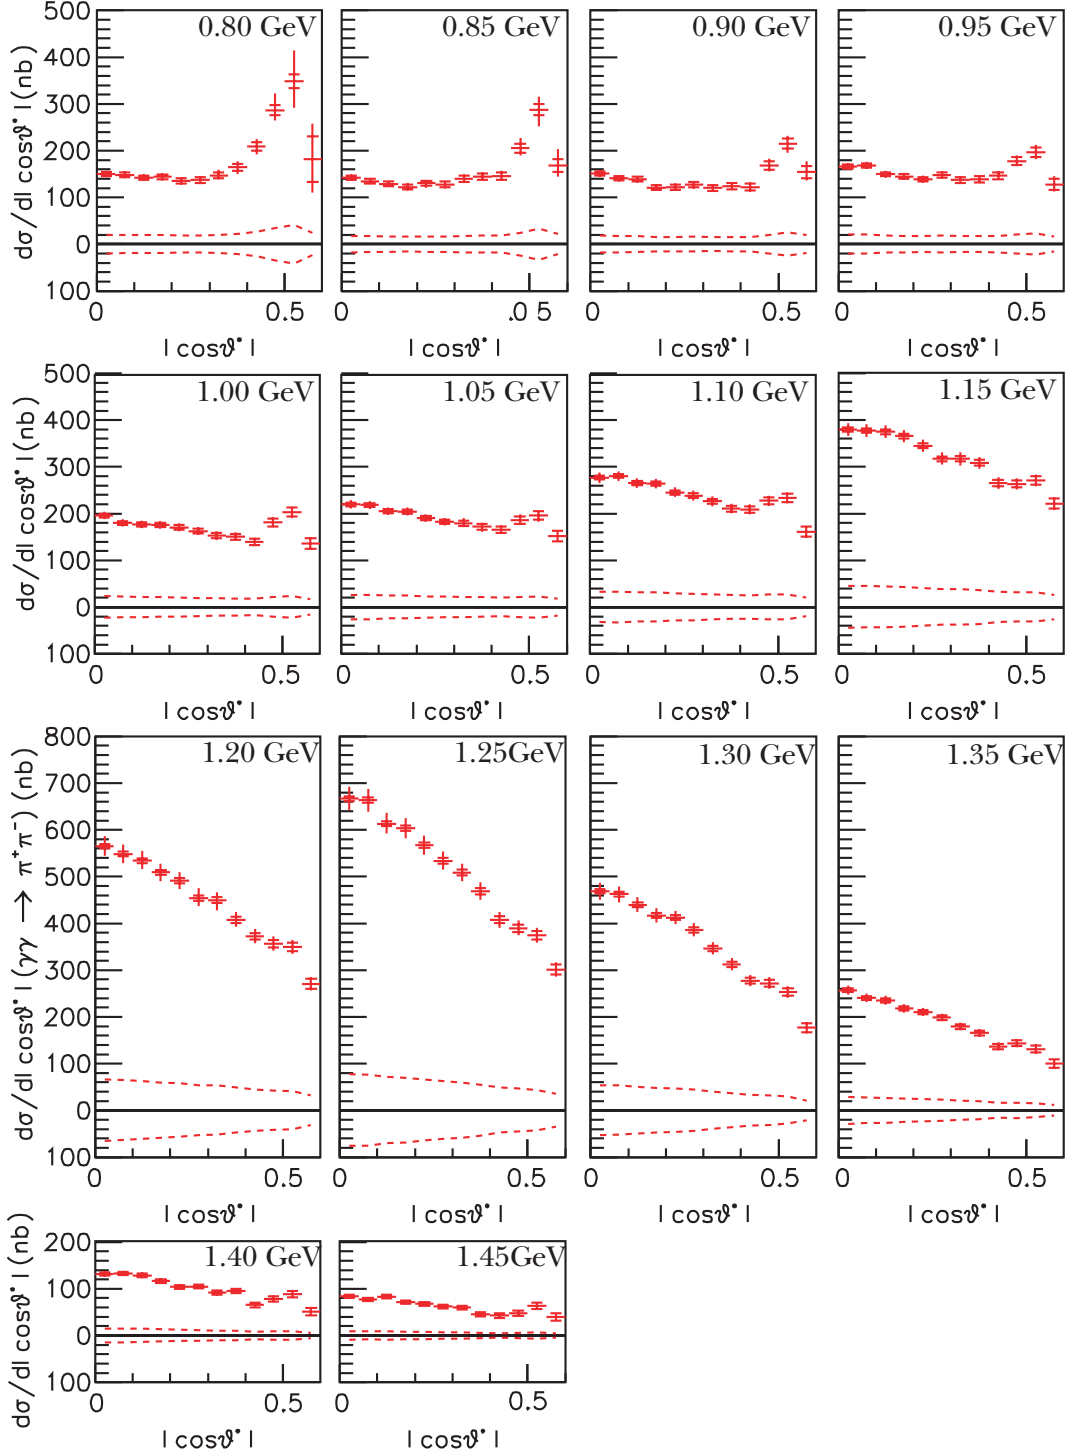 500
400
300
200
100
0
100
dσ/dl cosϑ* l (nb)
0.80 GeV
0.85 GeV
0.90 GeV
0.95 GeV
0 0.5 0 .0 5 0 0.5 0 0.5
l cosϑ* l l cosϑ* l l cosϑ* l l cosϑ* l
500
400
300
200
100
0
100
dσ/dl cosϑ* l (nb)
1.00 GeV
1.05 GeV
1.10 GeV
1.15 GeV
0 0.5 0 0.5 0 0.5 0 0.5
l cosϑ* l l cosϑ* l l cosϑ* l l cosϑ* l
800
700
600
500
400
300
200
100
0
100
dσ/dl cosϑ* l (γγ → π⁺π⁻) (nb)
1.20 GeV
1.25GeV
1.30 GeV
1.35 GeV
0 0.5 0 0.5 0 0.5 0 0.5
l cosϑ* l l cosϑ* l l cosϑ* l l cosϑ* l
200
100
0
100
dσ/dl cosϑ* l (nb)
1.40 GeV
1.45GeV
0 0.5 0 0.5
l cosϑ* l l cosϑ* l